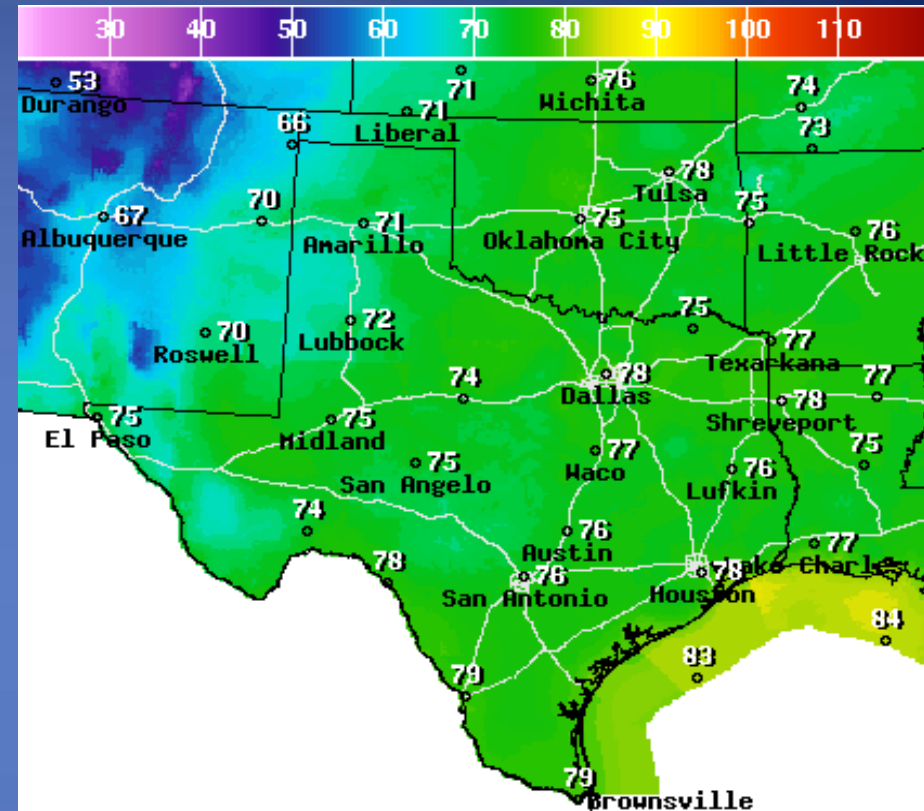 30 40 50 60 70 80 90 100 110
53
Durango
71
76
Wichita
74
71
Liberal
73
66
78
Tulsa
67
Albuquerque
70
71
Amarillo
75
Oklahoma City
75
76
Little Rock
70
Roswell
72
Lubbock
75
77
Texarkana
74
78
Dallas
78
Shreveport
77
75
El Paso
75
Midland
75
San Angelo
77
Waco
76
Lufkin
75
74
76
Austin
77
Lake Charles
78
76
San Antonio
78
Houston
84
83
79
79
Brownsville